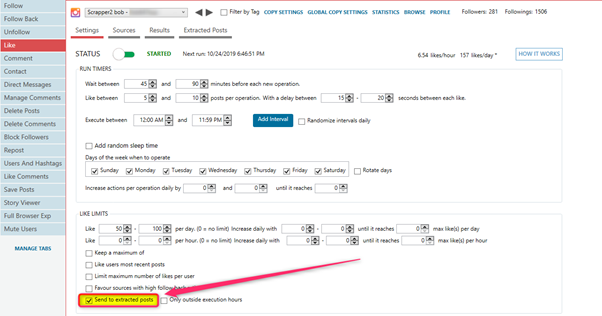 Follow
Follow Back
Unfollow
Like
Comment
Contact
Direct Messages
Manage Comments
Delete Posts
Delete Comments
Block Followers
Repost
Users And Hashtags
Like Comments
Save Posts
Story Viewer
Full Browser Exp
Mute Users
MANAGE TABS
Scrapper2 bob - Filter by Tag COPY SETTINGS GLOBAL COPY SETTINGS STATISTICS BROWSE PROFILE Followers: 281 Followings: 1506
Settings Sources Results Extracted Posts
STATUS STARTED Next run: 10/24/2019 6:46:51 PM 6.54 likes/hour 157 likes/day * HOW IT WORKS
RUN TIMERS
Wait between 45 and 90 minutes before each new operation.
Like between 5 and 10 posts per operation. With a delay between 15 - 20 seconds between each like.
Execute between 12:00 AM and 11:59 PM Add Interval Randomize intervals daily
Add random sleep time
Days of the week when to operate
Sunday Monday Tuesday Wednesday Thursday Friday Saturday Rotate days
Increase actions per operation daily by 0 and 0 until it reaches 0
LIKE LIMITS
Like 50 - 100 per day. (0 = no limit) Increase daily with 0 - 0 until it reaches 0 max like(s) per day
Like 0 - 0 per hour. (0 = no limit) Increase daily with 0 - 0 until it reaches 0 max like(s) per hour
Keep a maximum of
Like users most recent posts
Limit maximum number of likes per user
Favour sources with high follow
Send to extracted posts Only outside execution hours